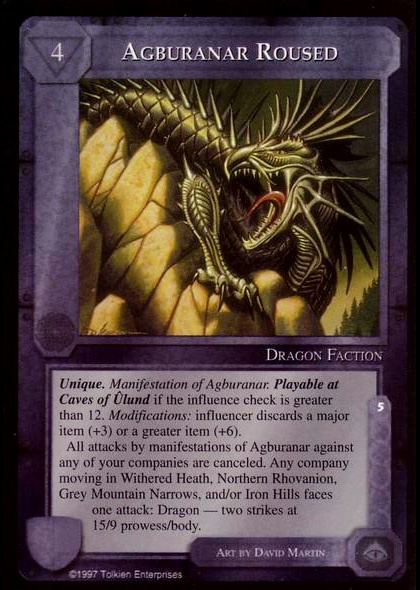 4
AGBURANAR ROUSED
DRAGON FACTION
Unique. Manifestation of Agburanar. Playable at
Caves of Ûlund if the influence check is greater
than 12. Modifications: influencer discards a major
item (+3) or a greater item (+6).
All attacks by manifestations of Agburanar against
any of your companies are canceled. Any company
moving in Withered Heath, Northern Rhovanion,
Grey Mountain Narrows, and/or Iron Hills faces
one attack: Dragon — two strikes at
15/9 prowess/body.
5
ART BY DAVID MARTIN
©1997 Tolkien Enterprises